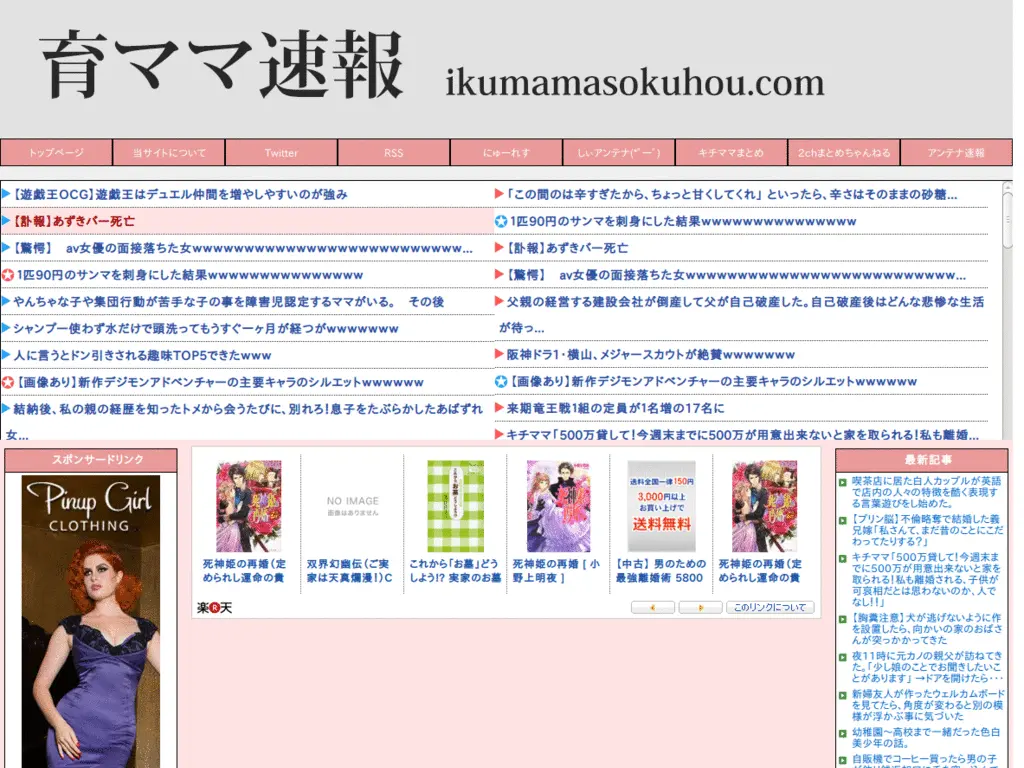 育ママ速報 ikumamasokuhou.com
トップページ 当サイトについて Twitter RSS にゅーれす しぃアンテナ(*ﾟーﾟ) キチママまとめ 2chまとめちゃんねる アンテナ速報
【遊戯王OCG】遊戯王はデュエル仲間を増やしやすいのが強み
【訃報】あずきバー死亡
【驚愕】　av女優の面接落ちた女wwwwwwwwwwwwwwwwwwwwwwwwww...
1匹90円のサンマを刺身にした結果wwwwwwwwwwwwwww
やんちゃな子や集団行動が苦手な子の事を障害児認定するママがいる。　その後
シャンプー使わず水だけで頭洗ってもうすぐ一ヶ月が経つがwwwwwww
人に言うとドン引きされる趣味TOP5できたwww
【画像あり】新作デジモンアドベンチャーの主要キャラのシルエットwwwwww
結納後、私の親の経歴を知ったトメから会うたびに、別れろ!息子をたぶらかしたあばずれ
女...
「この間のは辛すぎたから、ちょっと甘くしてくれ」 といったら、辛さはそのままの砂糖...
1匹90円のサンマを刺身にした結果wwwwwwwwwwwwwww
【訃報】あずきバー死亡
【驚愕】　av女優の面接落ちた女wwwwwwwwwwwwwwwwwwwwwwwwww...
父親の経営する建設会社が倒産して父が自己破産した。自己破産後はどんな悲惨な生活
が待っ...
阪神ドラ1・横山、メジャースカウトが絶賛wwwwwww
【画像あり】新作デジモンアドベンチャーの主要キャラのシルエットwwwwww
来期竜王戦1組の定員が1名増の17名に
キチママ「500万貸して!今週末までに500万が用意出来ないと家を取られる!私も離婚...
スポンサードリンク
Pinup Girl
CLOTHING
NO IMAGE
画像はありません
送料全国一律150円
3,000円以上
お買い上げで
送料無料
死神姫の再婚(定
められし運命の貴
双界幻幽伝(ご実
家は天真爛漫!)C
これから「お墓」どう
しよう!? 実家のお墓
死神姫の再婚 [ 小
野上明夜 ]
【中古】 男のための
最強離婚術 5800
死神姫の再婚(定
められし運命の貴
楽R天
このリンクについて
最新記事
喫茶店に居た白人カップルが英語
で店内の人々の特徴を酷く表現す
る言葉遊びをし始めた。
【プリン脳】不倫略奪で結婚した義
兄嫁「私さんて、まだ昔のことにこだ
わってたりする?」
キチママ「500万貸して!今週末ま
でに500万が用意出来ないと家を
取られる!私も離婚される、子供が
可哀相だとは思わないのか、人で
なし!!」
【胸糞注意】犬が逃げないように柵
を設置したら、向かいの家のおばさ
んが突っかかってきた
夜11時に元カノの親父が訪ねてき
た。「少し娘のことでお聞きしたいこ
とがあります」 →ドアを開けたら･･･
新婦友人が作ったウェルカムボード
を見てたら、角度が変わると別の模
様が浮かぶ事に気づいた
幼稚園～高校まで一緒だった色白
美少年の話。
自販機でコーヒー買ったら男の子